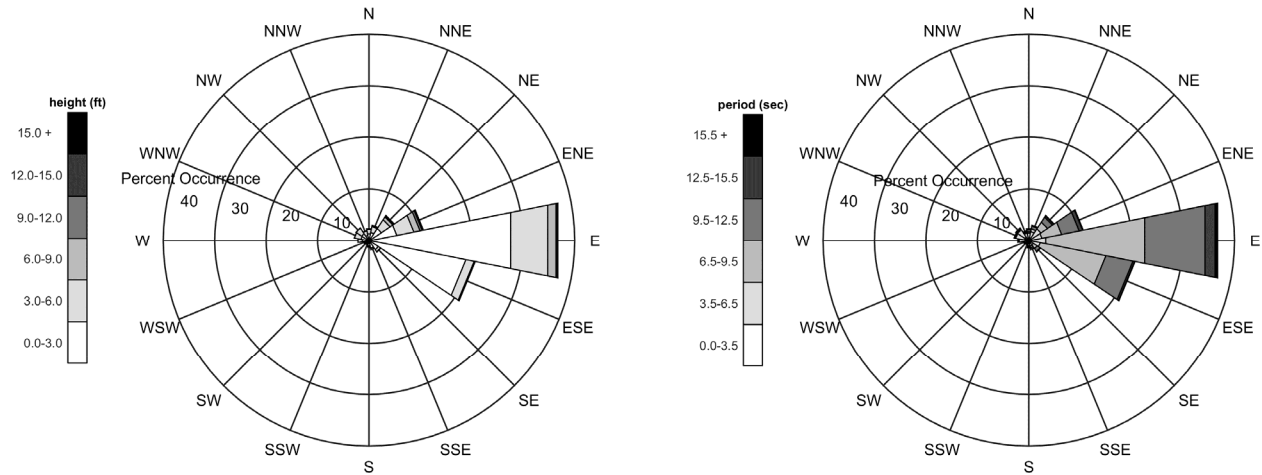 N
NNW
NNE
NW
NE
WNW
ENE
W
E
WSW
ESE
SW
SE
SSW
SSE
S
Percent Occurrence
40
30
20
10
height (ft)
15.0 +
12.0-15.0
9.0-12.0
6.0-9.0
3.0-6.0
0.0-3.0
N
NNW
NNE
NW
NE
WNW
ENE
W
E
WSW
ESE
SW
SE
SSW
SSE
S
Percent Occurrence
40
30
20
10
period (sec)
15.5 +
12.5-15.5
9.5-12.5
6.5-9.5
3.5-6.5
0.0-3.5